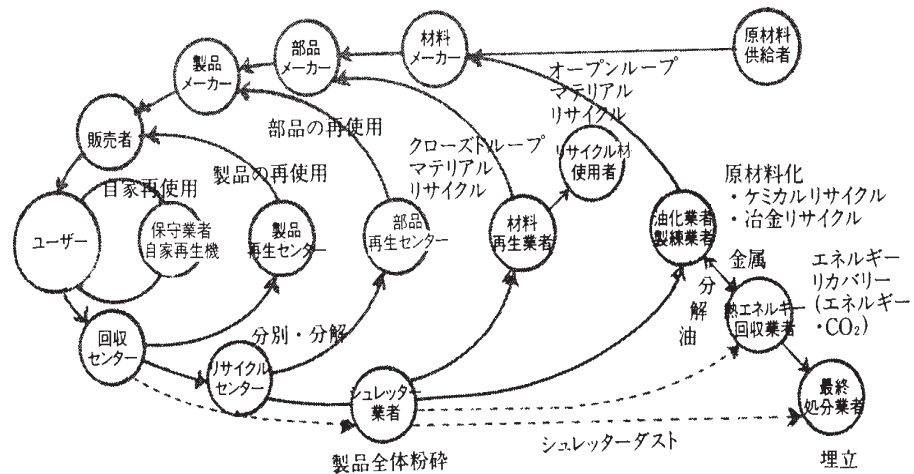 原材料
供給者
材料
メーカー
部品
メーカー
製品
メーカー
販売者
オープンループ
マテリアル
リサイクル
部品の再使用
クローズドループ
マテリアル
リサイクル
リサイクル材
使用者
自家再使用
製品の再使用
原材料化
・ケミカルリサイクル
・冶金リサイクル
ユーザー
保守業者
自家再生機
製品
再生センター
部品
再生センター
材料
再生業者
油化業者
製練業者
金属
分
解
油
エネルギー
リカバリー
(エネルギー
・CO₂)
熱エネルギー
回収業者
回収
センター
分別・分解
リサイクル
センター
シュレッター
業者
最終
処分業者
シュレッターダスト
製品全体粉砕
埋立